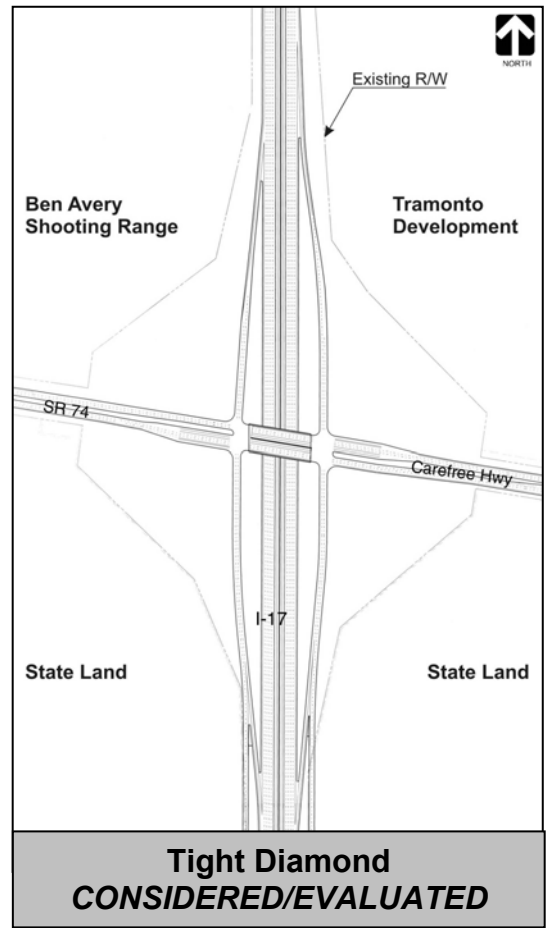 NORTH
Existing R/W
Ben Avery
Shooting Range
Tramonto
Development
SR 74
Carefree Hwy
I-17
State Land
State Land
Tight Diamond
CONSIDERED/EVALUATED